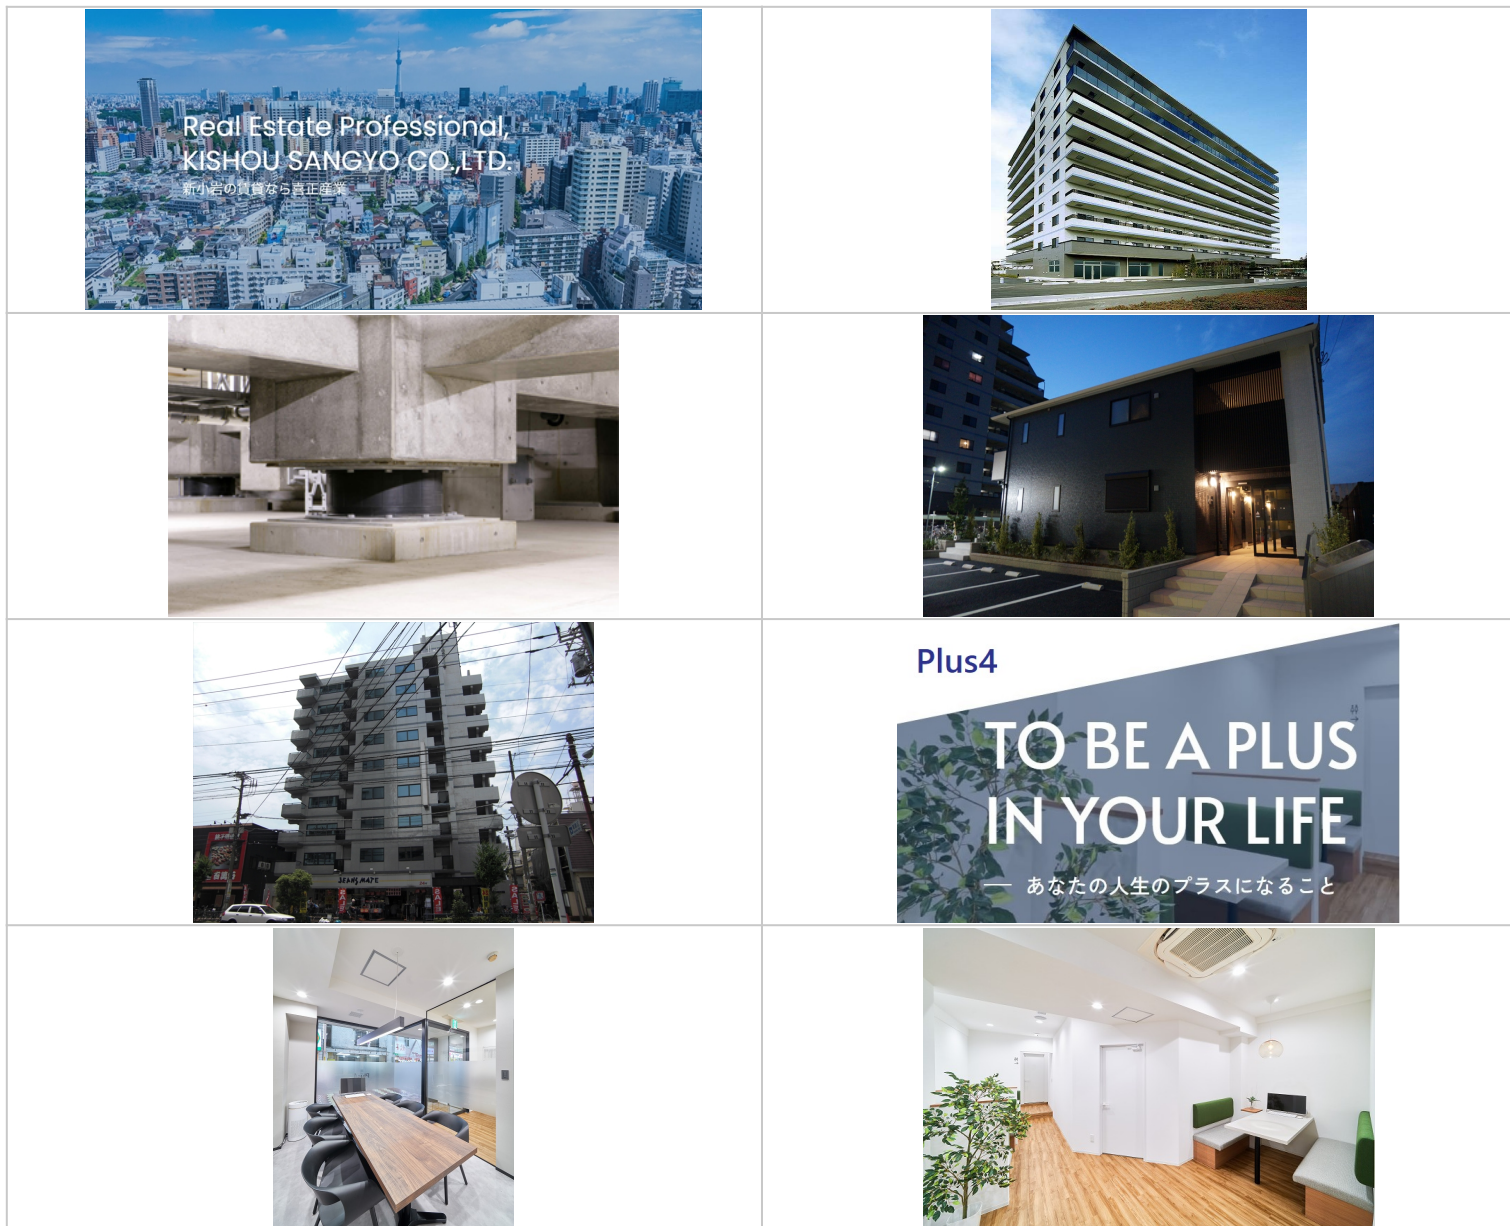 Real Estate Professional,
KISHOU SANGYO CO.,LTD.
新小岩の賃貸なら喜正産業
JEANS MATE
Plus4
TO BE A PLUS
IN YOUR LIFE
— あなたの人生のプラスになること